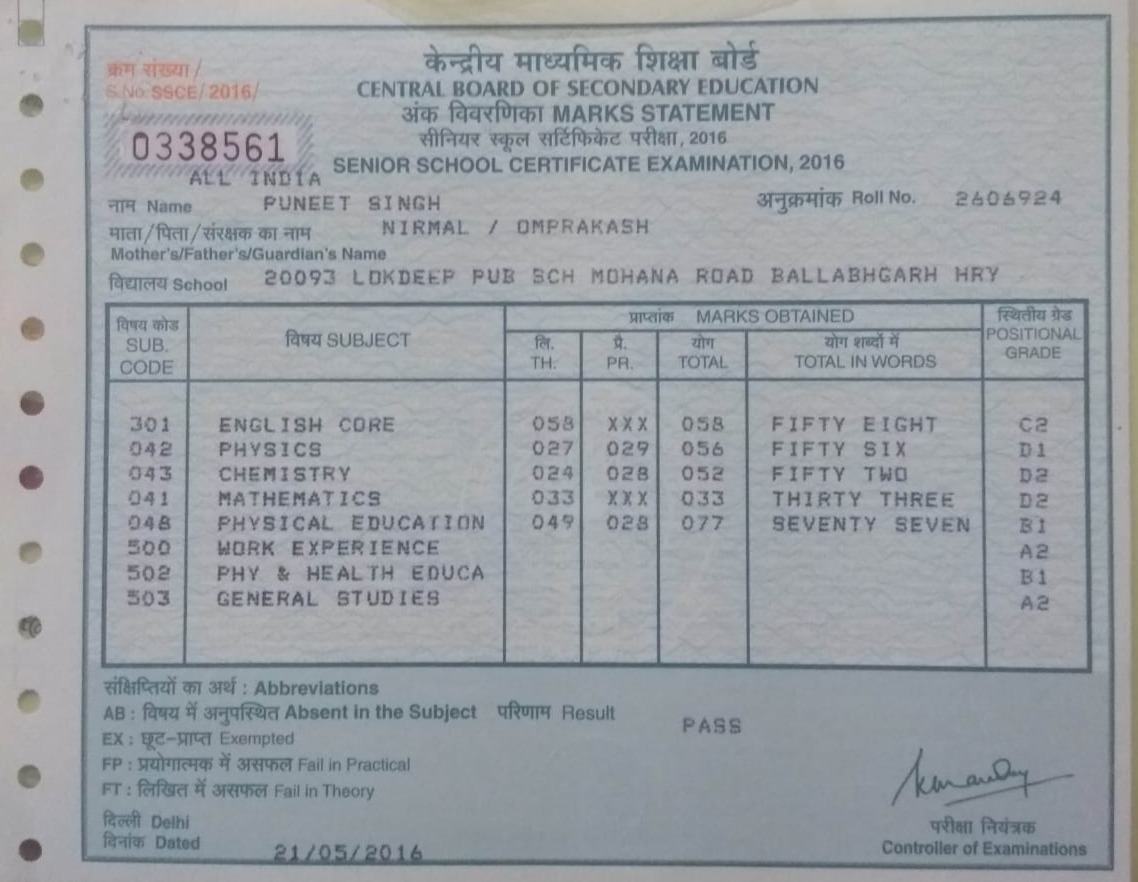 केन्द्रीय माध्यमिक शिक्षा बोर्ड
क्रम संख्या/
S.No. SSCE/2016/
CENTRAL BOARD OF SECONDARY EDUCATION
अंक विवरणिका MARKS STATEMENT
सीनियर स्कूल सर्टिफिकेट परीक्षा, 2016
0338561
SENIOR SCHOOL CERTIFICATE EXAMINATION, 2016
ALL INDIA
नाम Name PUNEET SINGH अनुक्रमांक Roll No. 2606924
माता/पिता/संरक्षक का नाम NIRMAL / OMPRAKASH
Mother's/Father's/Guardian's Name
विद्यालय School 20093 LOKDEEP PUB SCH MOHANA ROAD BALLABHGARH HRY
विषय कोड SUB. CODE विषय SUBJECT प्राप्तांक MARKS OBTAINED स्थितीय ग्रेड POSITIONAL GRADE
लि. TH. प्रै. PR. योग TOTAL योग शब्दों में TOTAL IN WORDS
301 ENGLISH CORE 058 XXX 058 FIFTY EIGHT C2
042 PHYSICS 027 029 056 FIFTY SIX D1
043 CHEMISTRY 024 028 052 FIFTY TWO D2
041 MATHEMATICS 033 XXX 033 THIRTY THREE D2
048 PHYSICAL EDUCATION 049 028 077 SEVENTY SEVEN B1
500 WORK EXPERIENCE A2
502 PHY & HEALTH EDUCA B1
503 GENERAL STUDIES A2
संक्षिप्तियों का अर्थ : Abbreviations
AB : विषय में अनुपस्थित Absent in the Subject परिणाम Result PASS
EX : छूट-प्राप्त Exempted
FP : प्रयोगात्मक में असफल Fail in Practical
FT : लिखित में असफल Fail in Theory
दिल्ली Delhi
दिनांक Dated 21/05/2016
परीक्षा नियंत्रक
Controller of Examinations